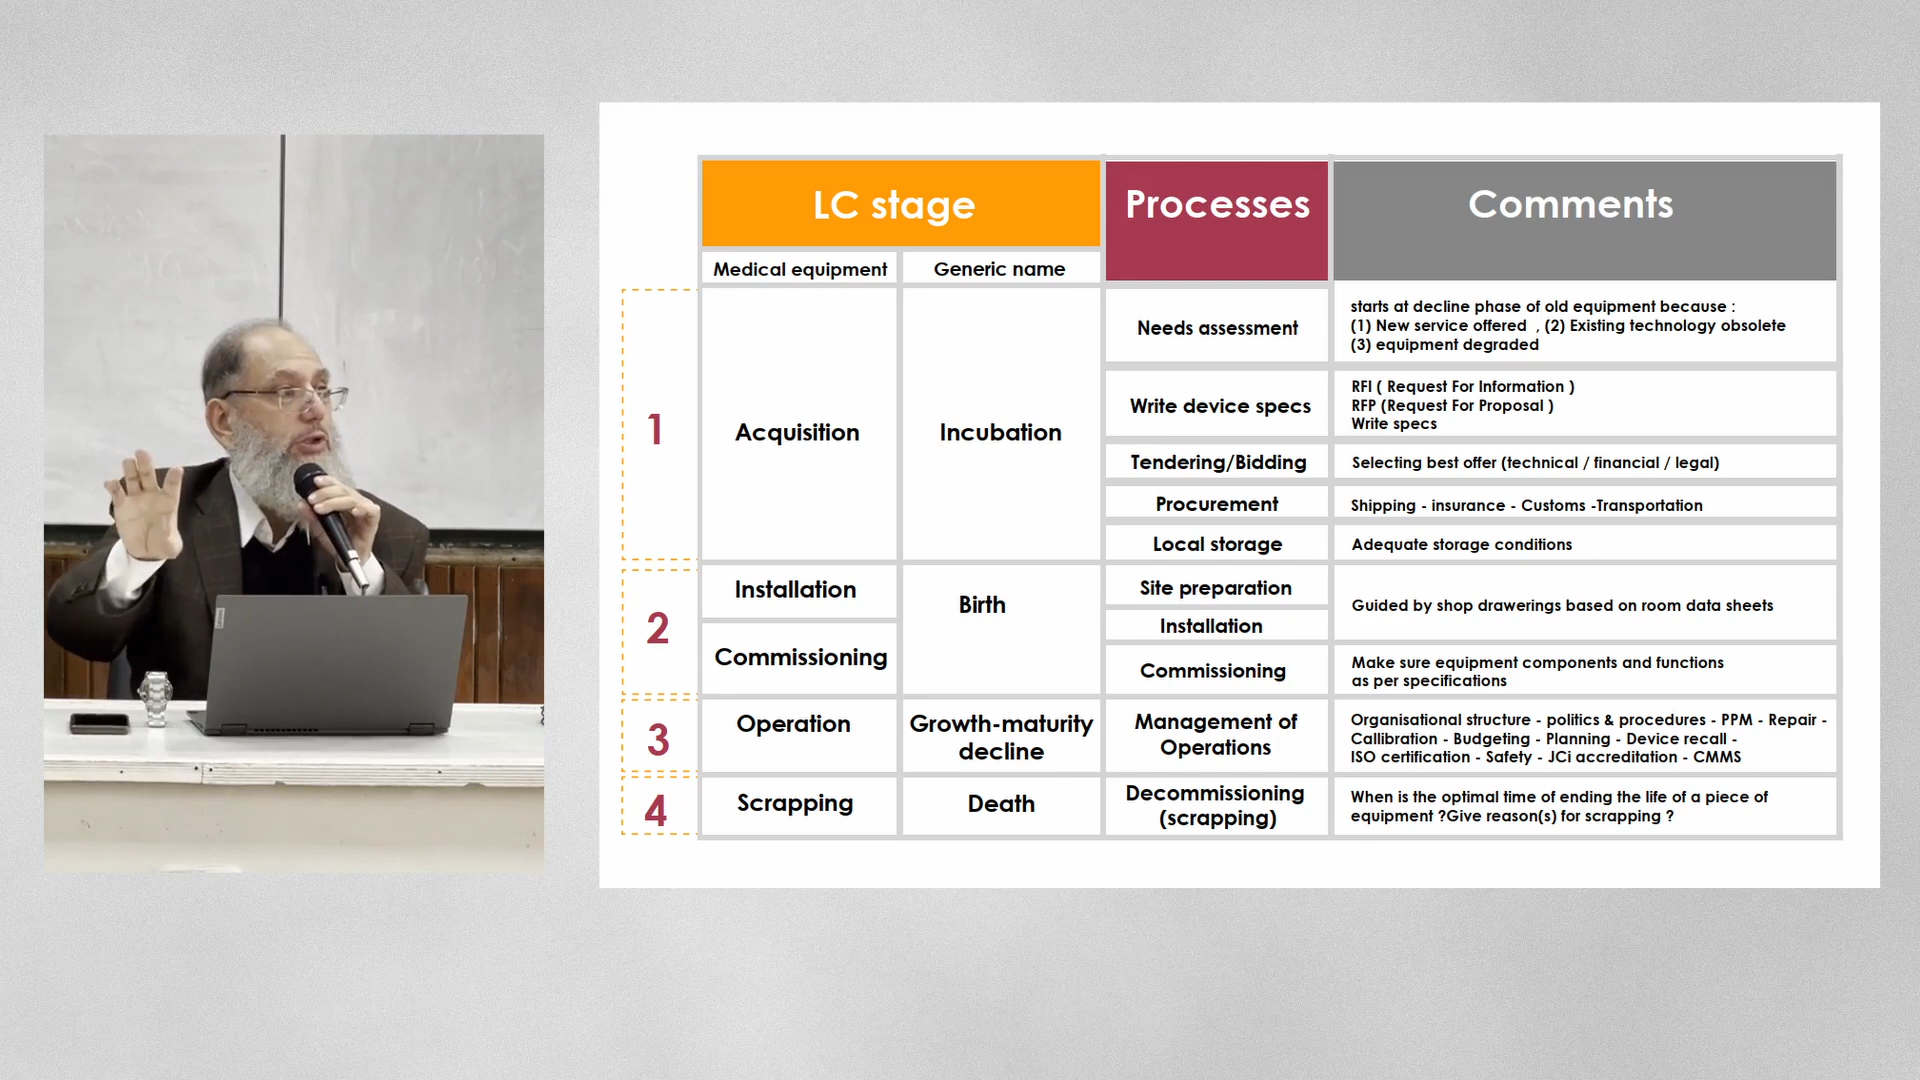 LC stage
Processes
Comments
Medical equipment
Generic name
1
Acquisition
Incubation
Needs assessment
starts at decline phase of old equipment because :
(1) New service offered , (2) Existing technology obsolete
(3) equipment degraded
Write device specs
RFI ( Request For Information )
RFP (Request For Proposal )
Write specs
Tendering/Bidding
Selecting best offer (technical / financial / legal)
Procurement
Shipping - insurance - Customs -Transportation
Local storage
Adequate storage conditions
2
Installation
Birth
Site preparation
Guided by shop drawerings based on room data sheets
Installation
Commissioning
Commissioning
Make sure equipment components and functions
as per specifications
3
Operation
Growth-maturity
decline
Management of
Operations
Organisational structure - politics & procedures - PPM - Repair -
Callibration - Budgeting - Planning - Device recall -
ISO certification - Safety - JCi accreditation - CMMS
4
Scrapping
Death
Decommissioning
(scrapping)
When is the optimal time of ending the life of a piece of
equipment ?Give reason(s) for scrapping ?
Lenovo